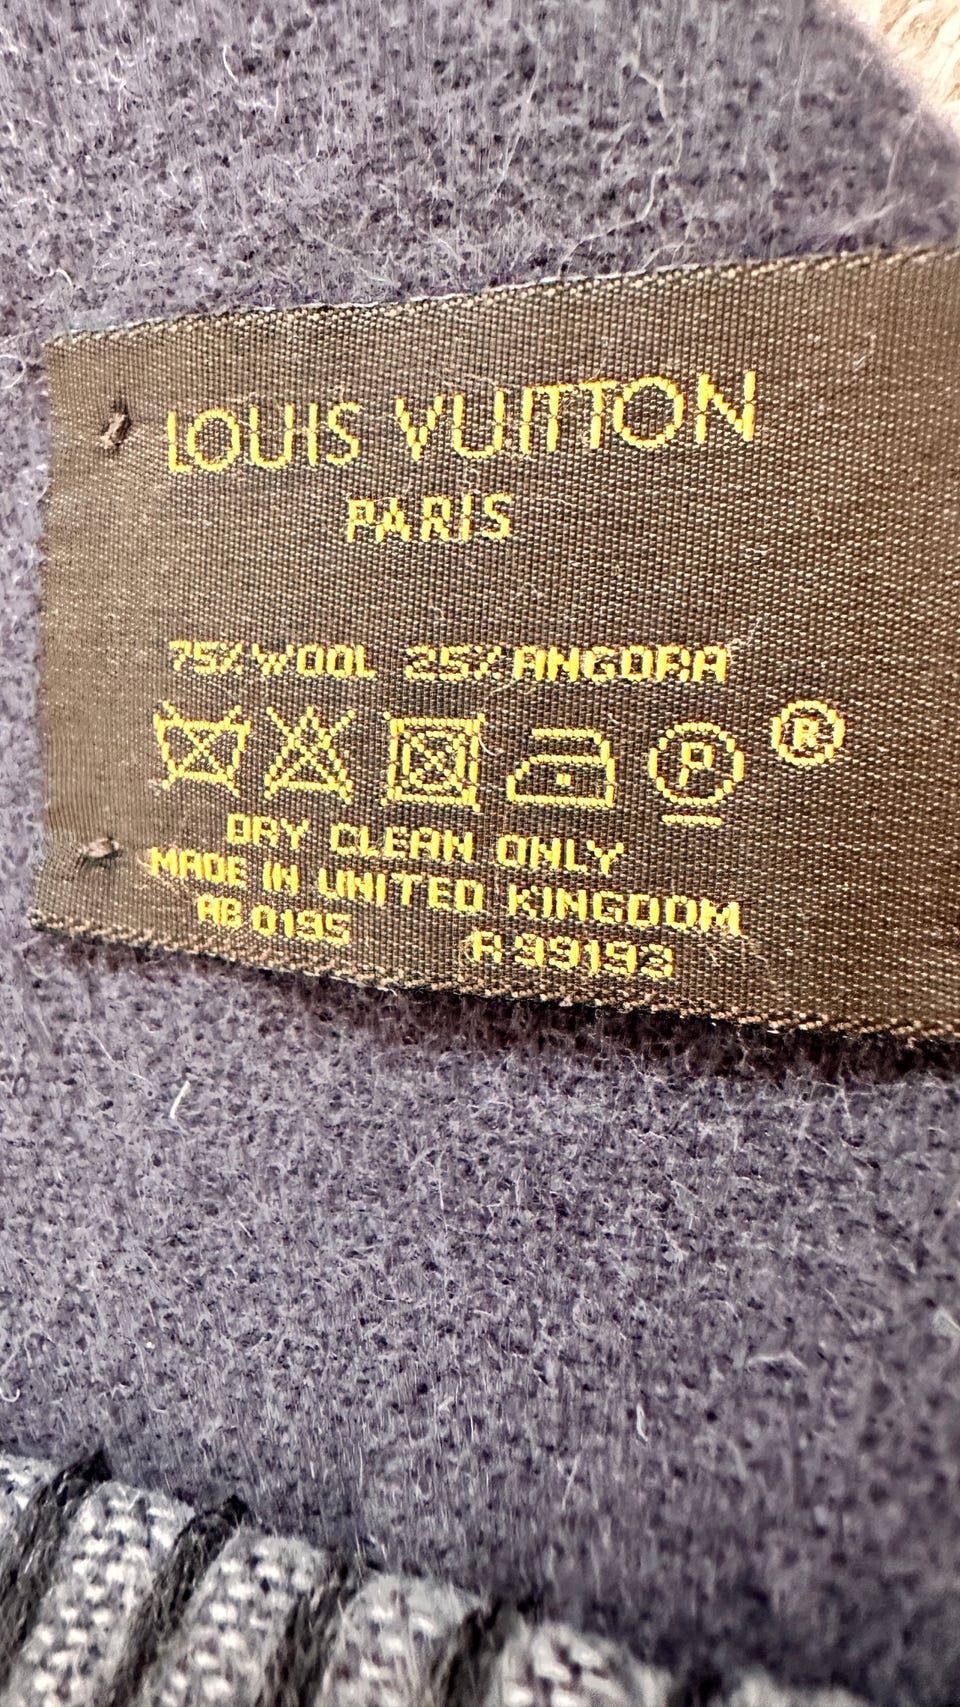 LOUIS VUITTON
PARIS
75% WOOL 25% ANGORA
P ®
DRY CLEAN ONLY
MADE IN UNITED KINGDOM
AB 0195 R 99193